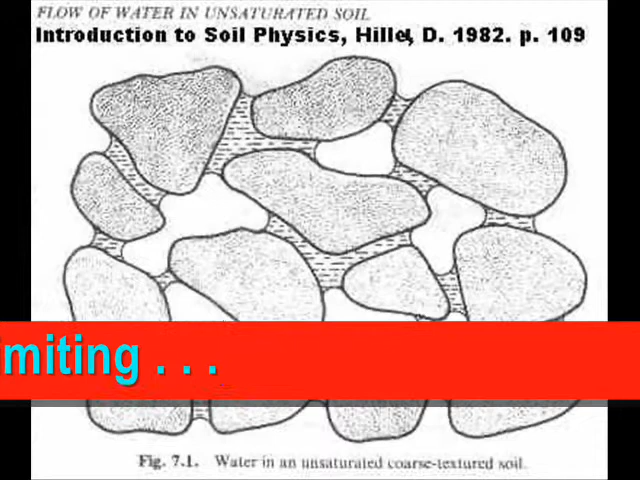 FLOW OF WATER IN UNSATURATED SOIL
Introduction to Soil Physics, Hillel, D. 1982. p. 109
imiting . . .
Fig. 7.1. Water in an unsaturated coarse-textured soil.